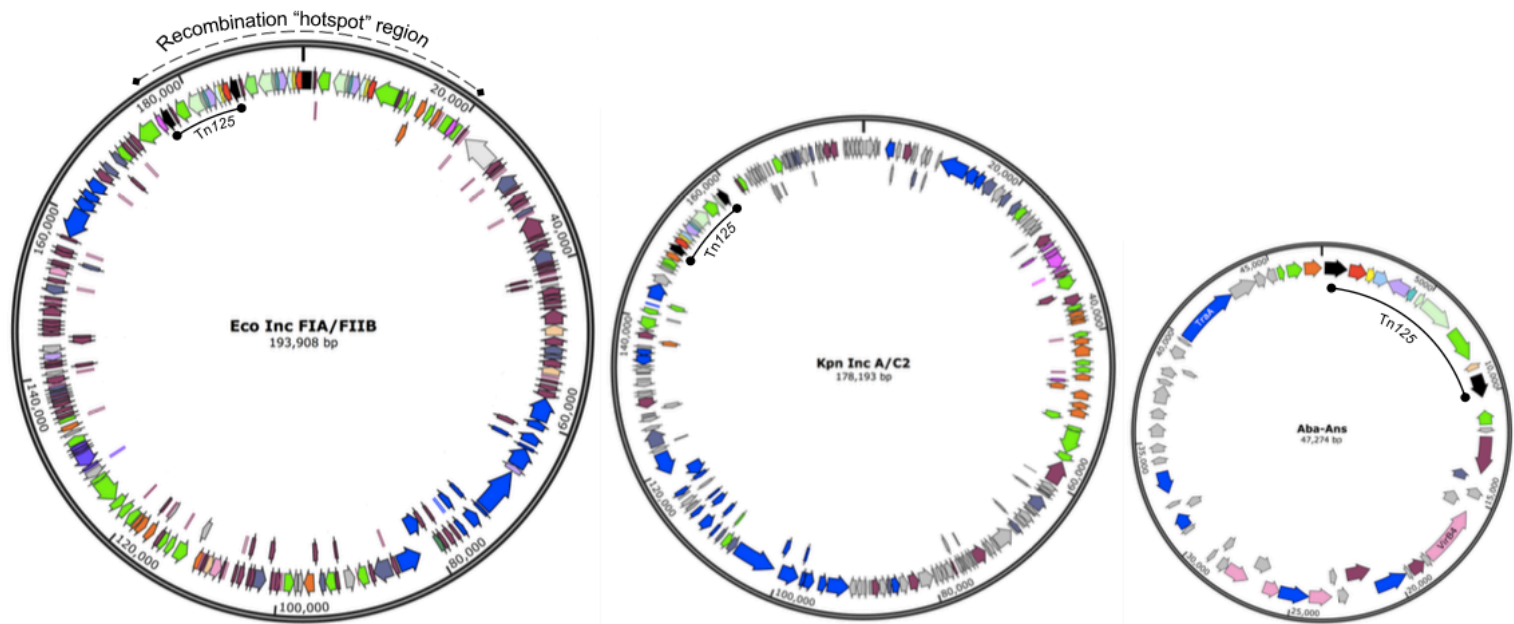 Recombination “hotspot” region
180,000
20,000
Tn125
160,000
40,000
Eco Inc FIA/FIIB
193,908 bp
140,000
60,000
120,000
80,000
100,000
160,000
20,000
Tn125
140,000
40,000
Kpn Inc A/C2
178,193 bp
120,000
60,000
100,000
80,000
45,000
5000
TraA
Tn125
40,000
10,000
Aba-Ans
47,274 bp
35,000
15,000
VirB4
30,000
20,000
25,000